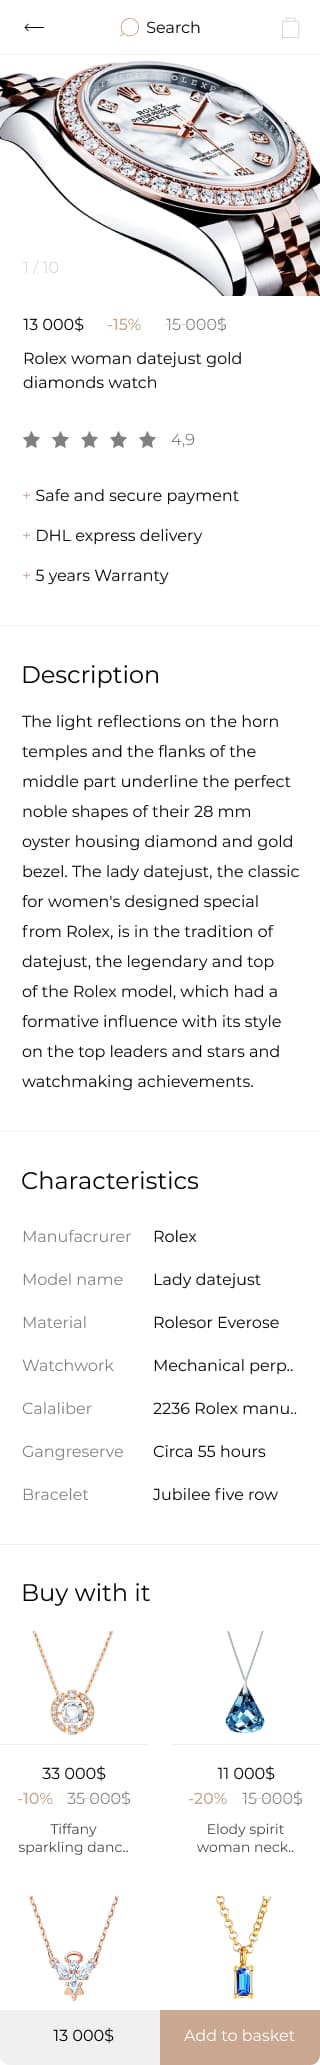 ← Search
ROLEX
1 / 10
13 000$ -15% 15 000$
Rolex woman datejust gold
diamonds watch
4,9
+ Safe and secure payment
+ DHL express delivery
+ 5 years Warranty
Description
The light reflections on the horn
temples and the flanks of the
middle part underline the perfect
noble shapes of their 28 mm
oyster housing diamond and gold
bezel. The lady datejust, the classic
for women's designed special
from Rolex, is in the tradition of
datejust, the legendary and top
of the Rolex model, which had a
formative influence with its style
on the top leaders and stars and
watchmaking achievements.
Characteristics
Manufacrurer Rolex
Model name Lady datejust
Material Rolesor Everose
Watchwork Mechanical perp..
Calaliber 2236 Rolex manu..
Gangreserve Circa 55 hours
Bracelet Jubilee five row
Buy with it
33 000$
-10% 35 000$
Tiffany
sparkling danc..
11 000$
-20% 15 000$
Elody spirit
woman neck..
13 000$ Add to basket